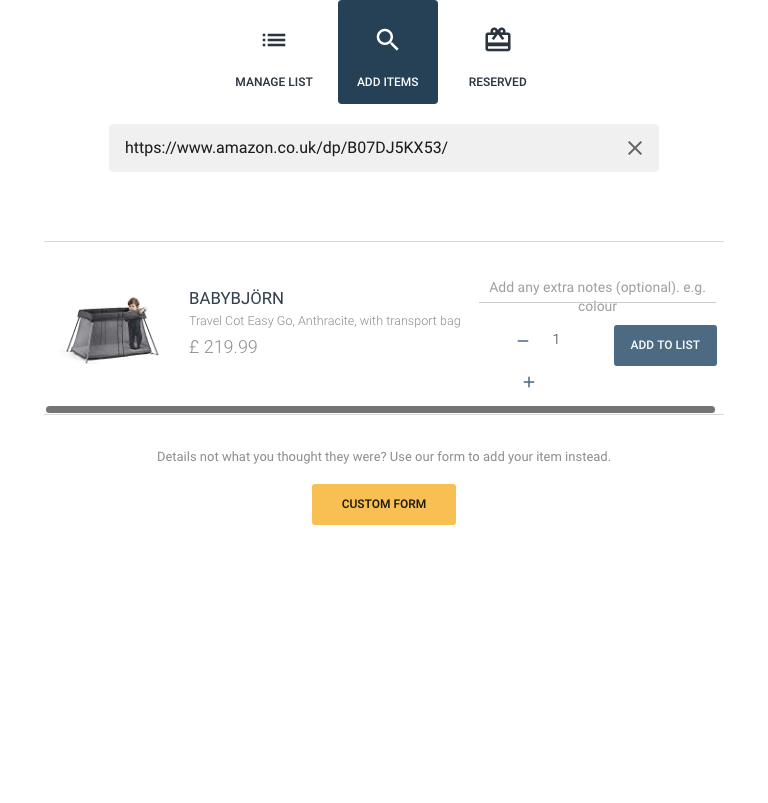 MANAGE LIST
ADD ITEMS
RESERVED
https://www.amazon.co.uk/dp/B07DJ5KX53/
BABYBJÖRN
Travel Cot Easy Go, Anthracite, with transport bag
£ 219.99
Add any extra notes (optional). e.g.
colour
1
ADD TO LIST
Details not what you thought they were? Use our form to add your item instead.
CUSTOM FORM